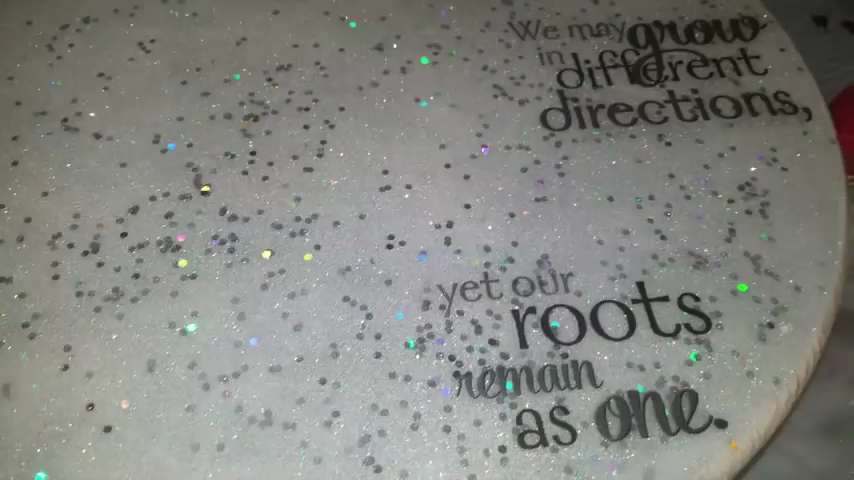 We may grow
in different
directions,
yet our
roots
remain
as one.